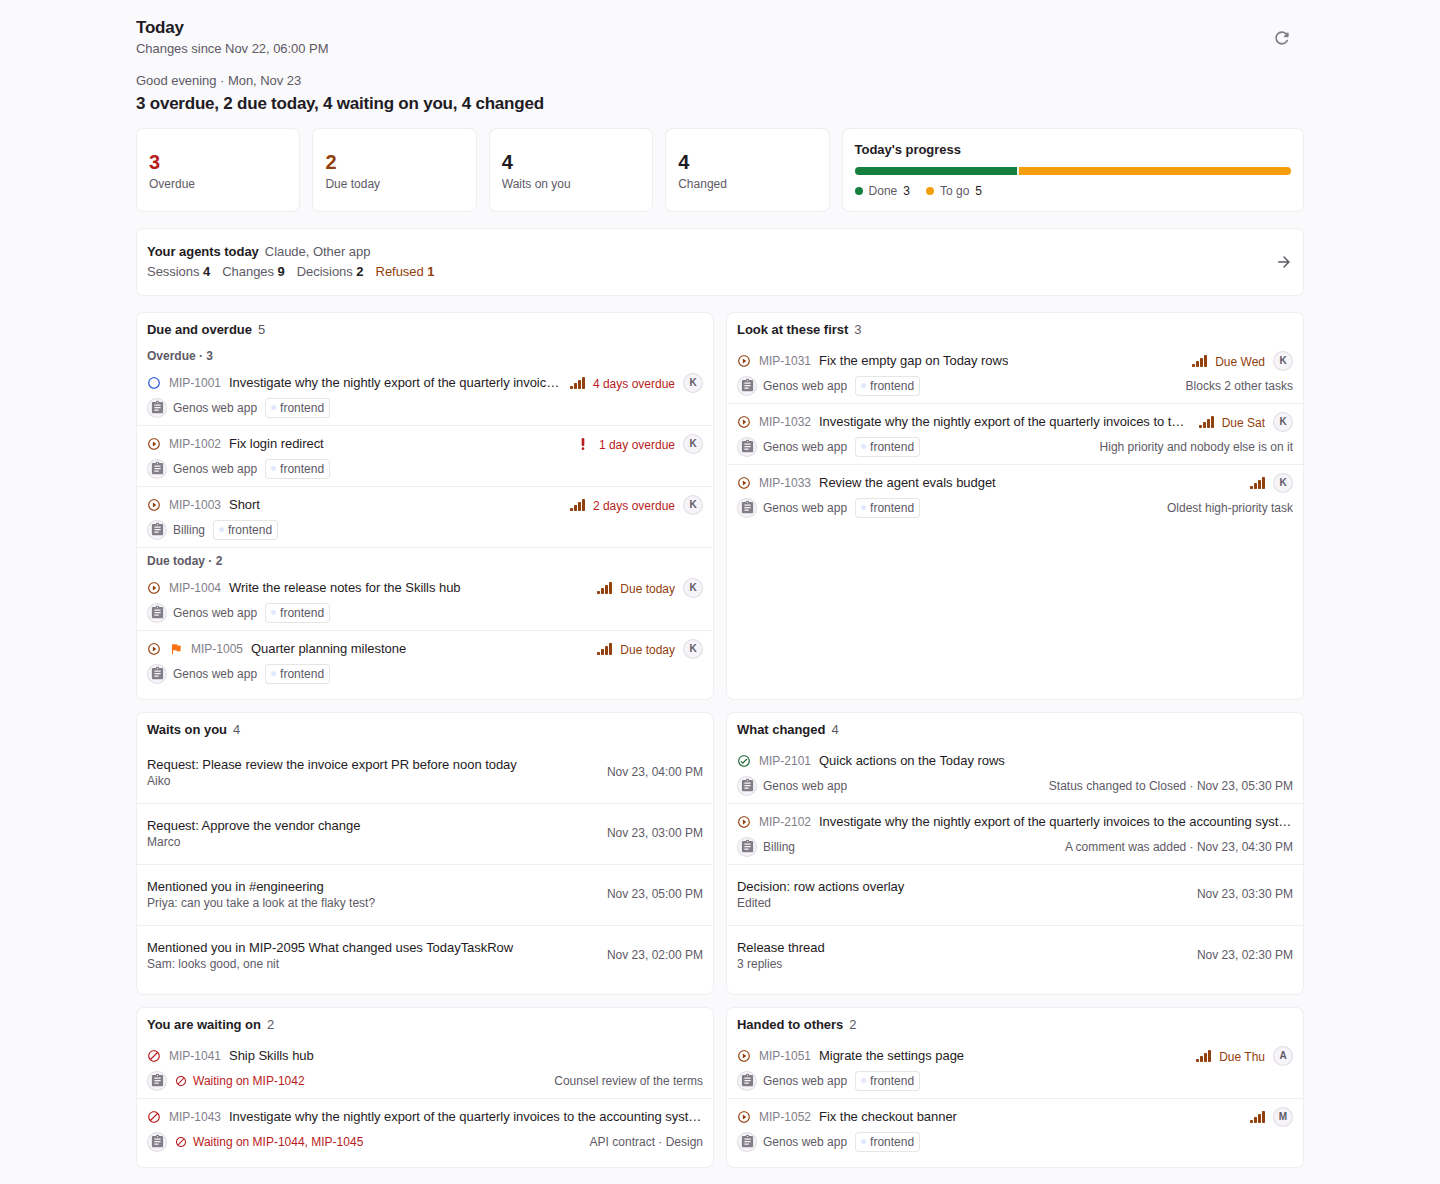 Today
Changes since Nov 22, 06:00 PM
Good evening · Mon, Nov 23
3 overdue, 2 due today, 4 waiting on you, 4 changed
3
Overdue
2
Due today
4
Waits on you
4
Changed
Today's progress
Done 3 To go 5
Your agents today Claude, Other app
Sessions 4 Changes 9 Decisions 2 Refused 1
Due and overdue 5
Overdue · 3
MIP-1001 Investigate why the nightly export of the quarterly invoic… 4 days overdue K
Genos web app frontend
MIP-1002 Fix login redirect 1 day overdue K
Genos web app frontend
MIP-1003 Short 2 days overdue K
Billing frontend
Due today · 2
MIP-1004 Write the release notes for the Skills hub Due today K
Genos web app frontend
MIP-1005 Quarter planning milestone Due today K
Genos web app frontend
Look at these first 3
MIP-1031 Fix the empty gap on Today rows Due Wed K
Genos web app frontend Blocks 2 other tasks
MIP-1032 Investigate why the nightly export of the quarterly invoices to t… Due Sat K
Genos web app frontend High priority and nobody else is on it
MIP-1033 Review the agent evals budget K
Genos web app frontend Oldest high-priority task
Waits on you 4
Request: Please review the invoice export PR before noon today
Aiko
Nov 23, 04:00 PM
Request: Approve the vendor change
Marco
Nov 23, 03:00 PM
Mentioned you in #engineering
Priya: can you take a look at the flaky test?
Nov 23, 05:00 PM
Mentioned you in MIP-2095 What changed uses TodayTaskRow
Sam: looks good, one nit
Nov 23, 02:00 PM
What changed 4
MIP-2101 Quick actions on the Today rows
Genos web app Status changed to Closed · Nov 23, 05:30 PM
MIP-2102 Investigate why the nightly export of the quarterly invoices to the accounting syst…
Billing A comment was added · Nov 23, 04:30 PM
Decision: row actions overlay
Edited
Nov 23, 03:30 PM
Release thread
3 replies
Nov 23, 02:30 PM
You are waiting on 2
MIP-1041 Ship Skills hub
Waiting on MIP-1042 Counsel review of the terms
MIP-1043 Investigate why the nightly export of the quarterly invoices to the accounting syst…
Waiting on MIP-1044, MIP-1045 API contract · Design
Handed to others 2
MIP-1051 Migrate the settings page Due Thu A
Genos web app frontend
MIP-1052 Fix the checkout banner M
Genos web app frontend